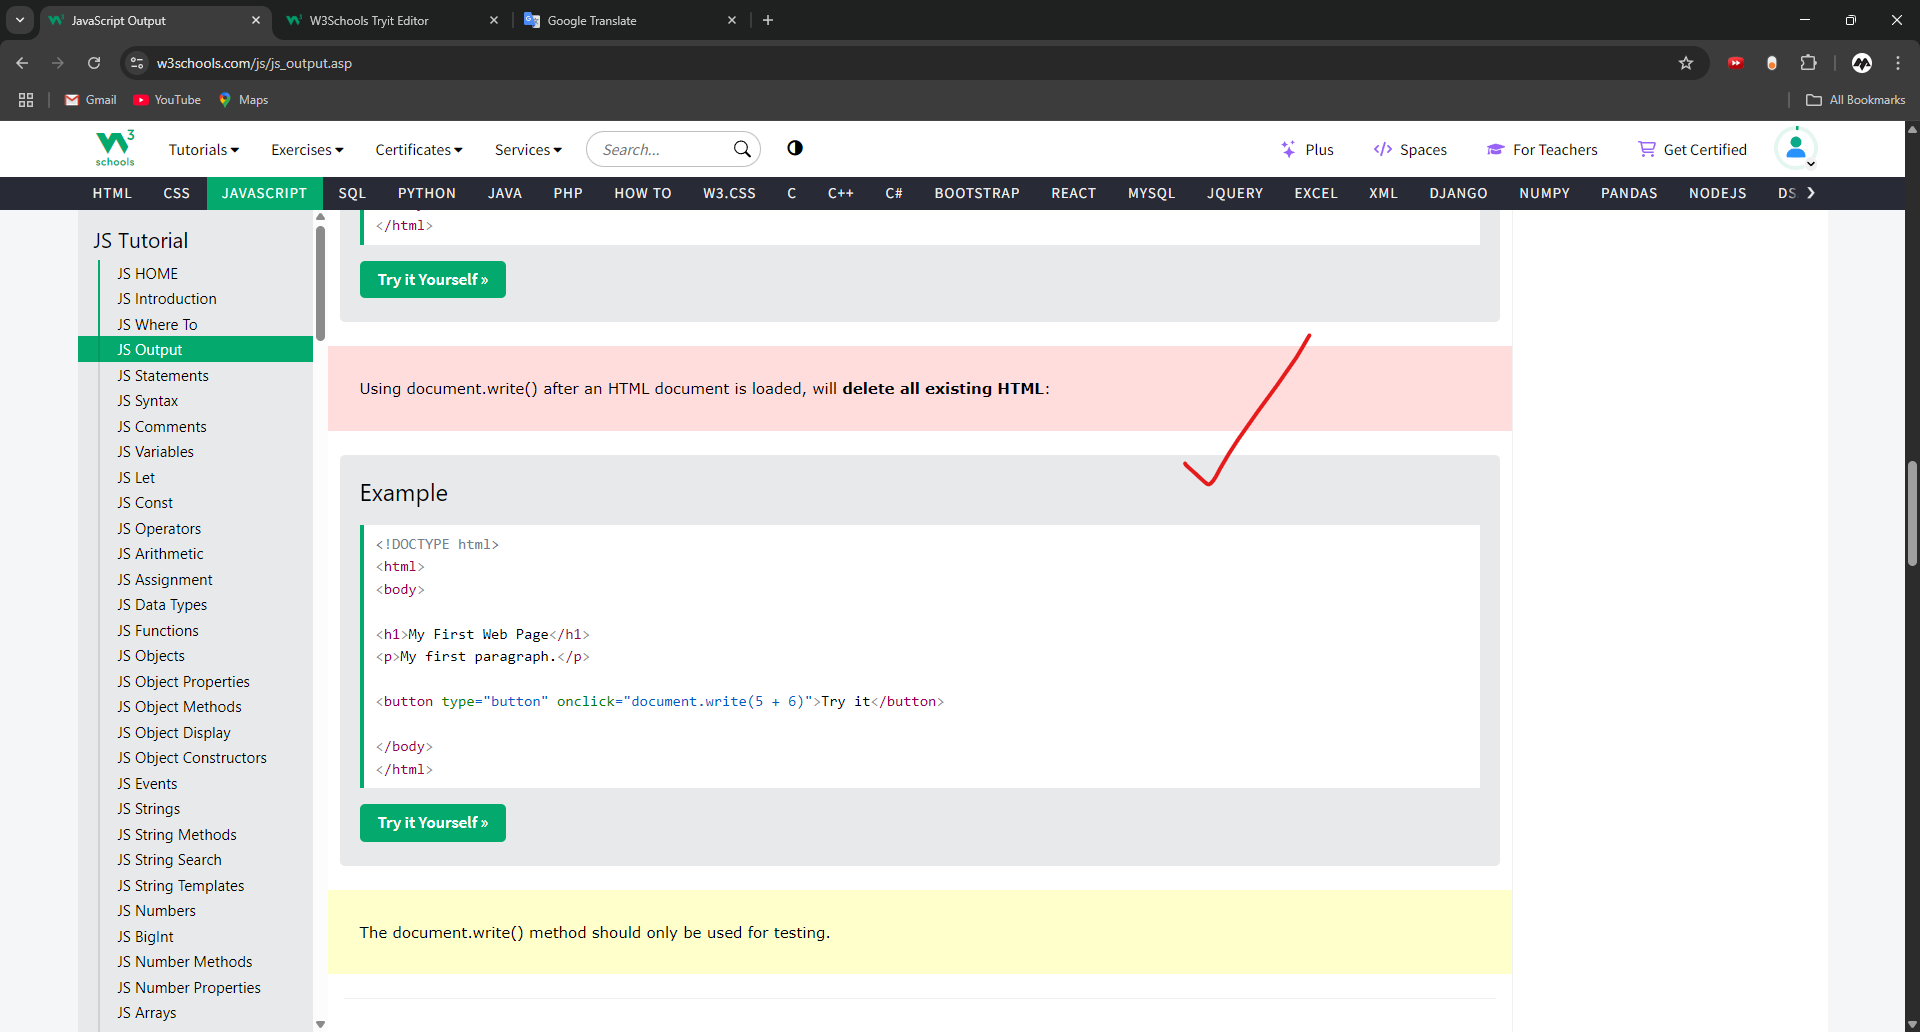 JavaScript Output
W3Schools Tryit Editor
Google Translate
w3schools.com/js/js_output.asp
Gmail
YouTube
Maps
All Bookmarks
W3
schools
Tutorials
Exercises
Certificates
Services
Search...
Plus
</> Spaces
For Teachers
Get Certified
HTML
CSS
JAVASCRIPT
SQL
PYTHON
JAVA
PHP
HOW TO
W3.CSS
C
C++
C#
BOOTSTRAP
REACT
MYSQL
JQUERY
EXCEL
XML
DJANGO
NUMPY
PANDAS
NODEJS
DS
JS Tutorial
JS HOME
JS Introduction
JS Where To
JS Output
JS Statements
JS Syntax
JS Comments
JS Variables
JS Let
JS Const
JS Operators
JS Arithmetic
JS Assignment
JS Data Types
JS Functions
JS Objects
JS Object Properties
JS Object Methods
JS Object Display
JS Object Constructors
JS Events
JS Strings
JS String Methods
JS String Search
JS String Templates
JS Numbers
JS BigInt
JS Number Methods
JS Number Properties
JS Arrays
</html>
Try it Yourself »
Using document.write() after an HTML document is loaded, will delete all existing HTML:
Example
<!DOCTYPE html>
<html>
<body>
<h1>My First Web Page</h1>
<p>My first paragraph.</p>
<button type="button" onclick="document.write(5 + 6)">Try it</button>
</body>
</html>
Try it Yourself »
The document.write() method should only be used for testing.